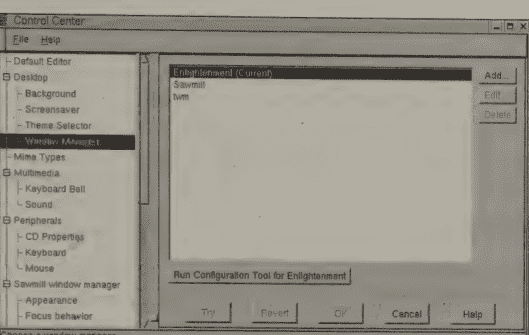 Control Center
File Help
Default Editor
Desktop
Background
Screensaver
Theme Selector
Window Manager
Mime Types
Multimedia
Keyboard Bell
Sound
Peripherals
CD Properties
Keyboard
Mouse
Sawmill window manager
Appearance
Focus behavior
Enlightenment (Current)
Sawmill
twm
Add...
Edit...
Delete
Run Configuration Tool for Enlightenment
Try Revert OK Cancel Help